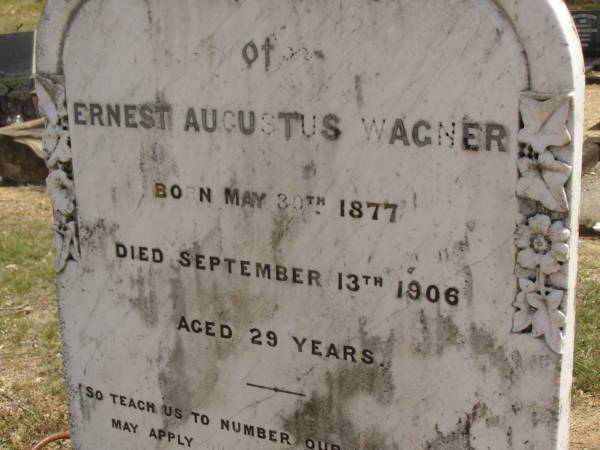 of
ERNEST AUGUSTUS WAGNER
BORN MAY 30TH 1877
DIED SEPTEMBER 13TH 1906
AGED 29 YEARS.
"SO TEACH US TO NUMBER OUR
MAY APPLY